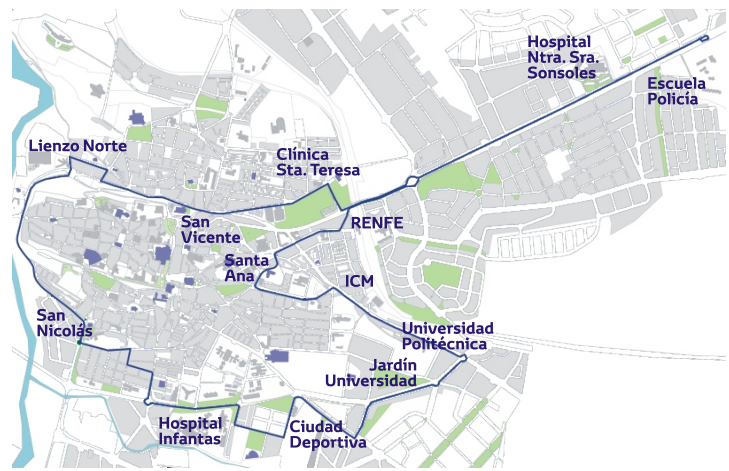 Hospital
Ntra. Sra.
Sonsoles
Escuela
Policía
Lienzo Norte
Clínica
Sta. Teresa
San
Vicente
RENFE
Santa
Ana
ICM
San
Nicolás
Universidad
Politécnica
Jardín
Universidad
Hospital
Infantas
Ciudad
Deportiva